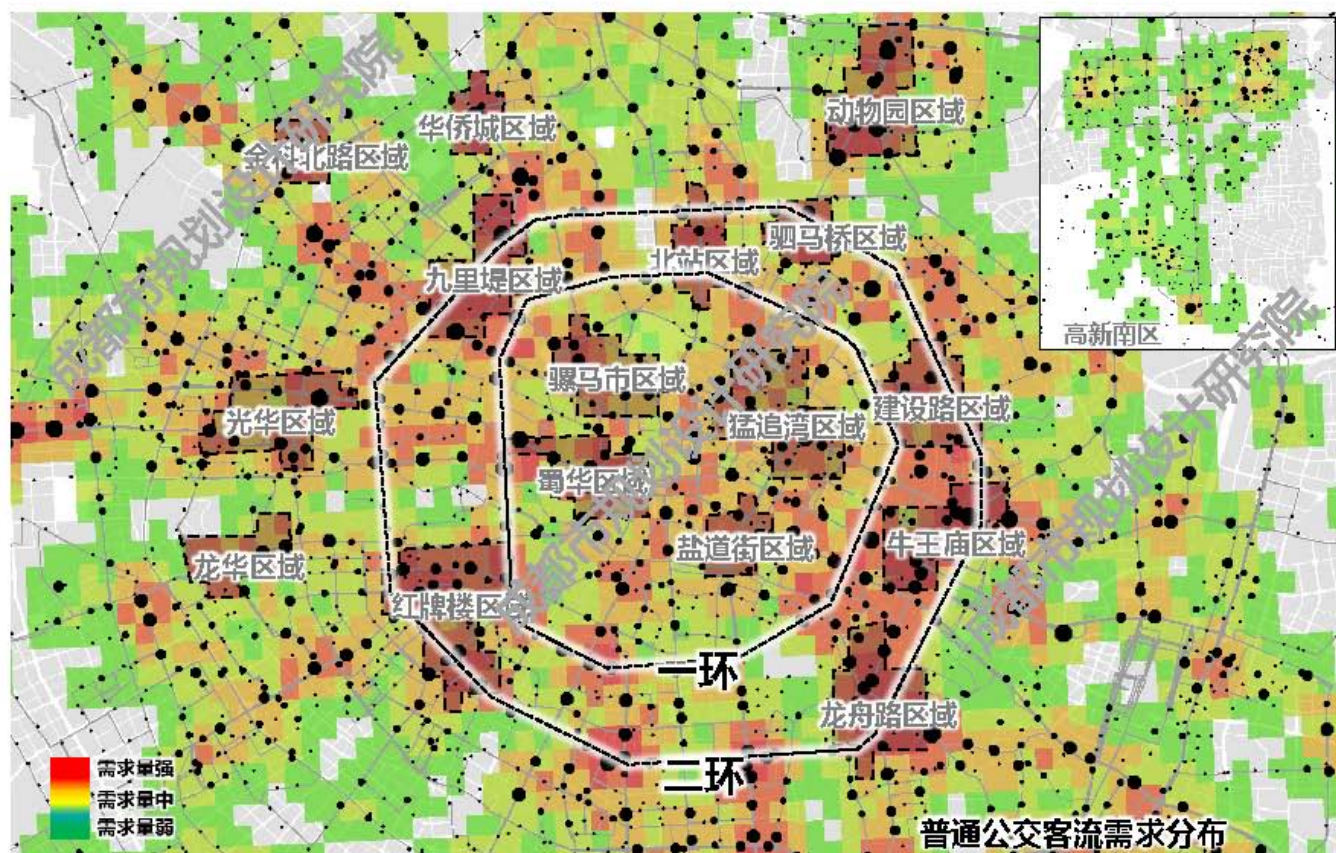 动物园区域
华侨城区域
金科北路区域
成都市规划设计研究院
驷马桥区域
北站区域
九里堤区域
高新南区
骡马市区域
建设路区域
光华区域
猛追湾区域
蜀华区域
成都市规划设计研究院
成都市规划设计研究院
盐道街区域
牛王庙区域
龙华区域
红牌楼区域
一环
龙舟路区域
二环
需求量强
需求量中
需求量弱
普通公交客流需求分布